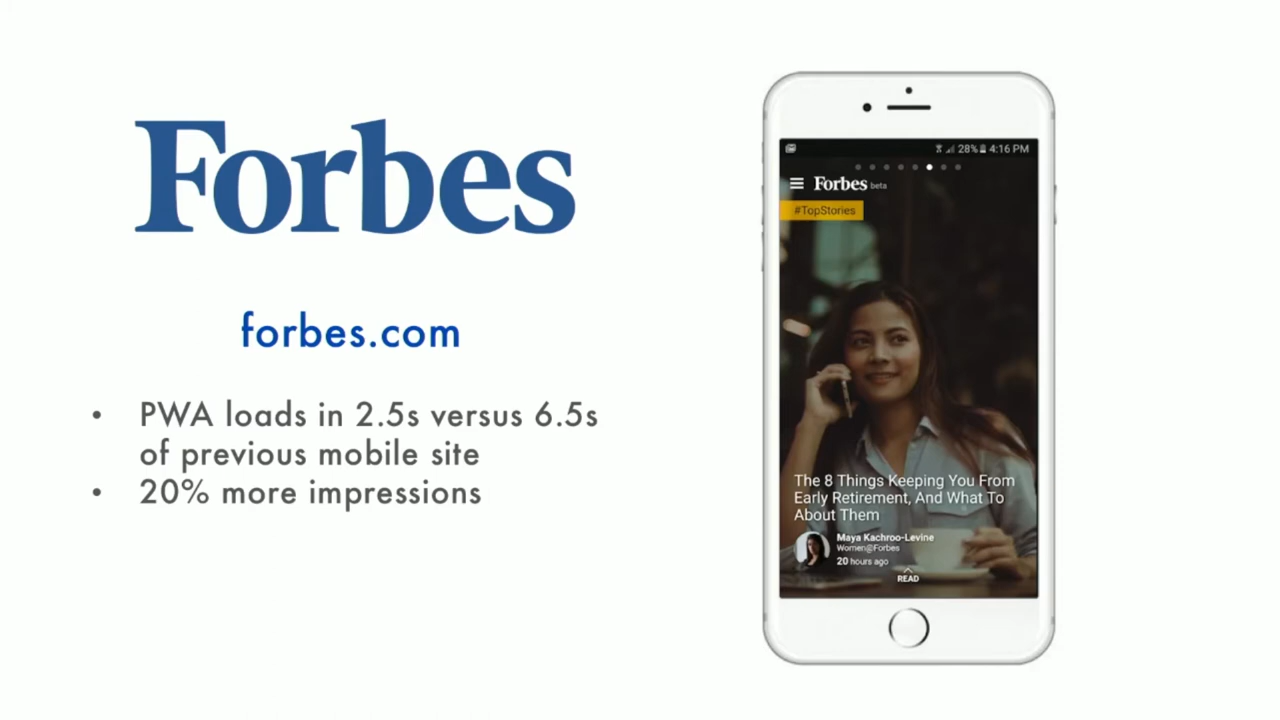 Forbes
forbes.com
• PWA loads in 2.5s versus 6.5s
of previous mobile site
• 20% more impressions
28% 4:16 PM
Forbes beta
#TopStories
The 8 Things Keeping You From
Early Retirement, And What To
About Them
Maya Kachroo-Levine
Women@Forbes
20 hours ago
READ